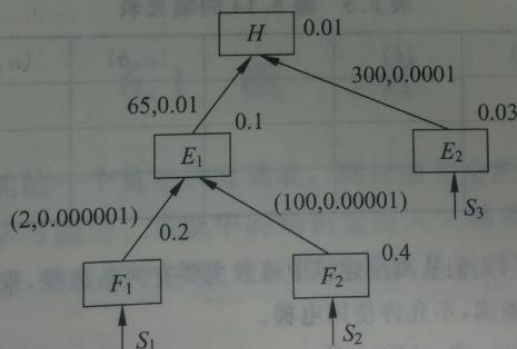 H 0.01
300,0.0001
65,0.01
0.1
0.03
E₁
E₂
(2,0.000001)
(100,0.00001)
S₃
0.2
0.4
F₁
F₂
S₁
S₂